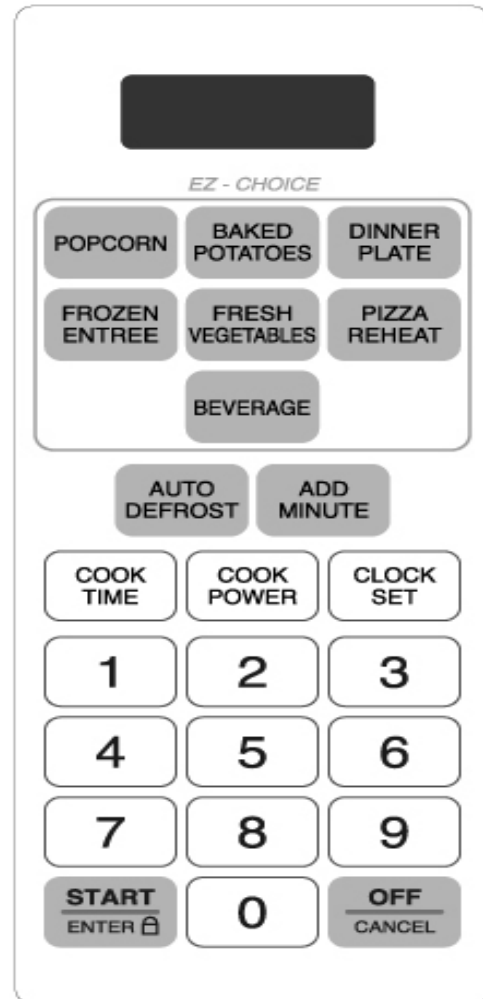 EZ - CHOICE
POPCORN
BAKED
POTATOES
DINNER
PLATE
FROZEN
ENTREE
FRESH
VEGETABLES
PIZZA
REHEAT
BEVERAGE
AUTO
DEFROST
ADD
MINUTE
COOK
TIME
COOK
POWER
CLOCK
SET
1
2
3
4
5
6
7
8
9
START
ENTER
0
OFF
CANCEL